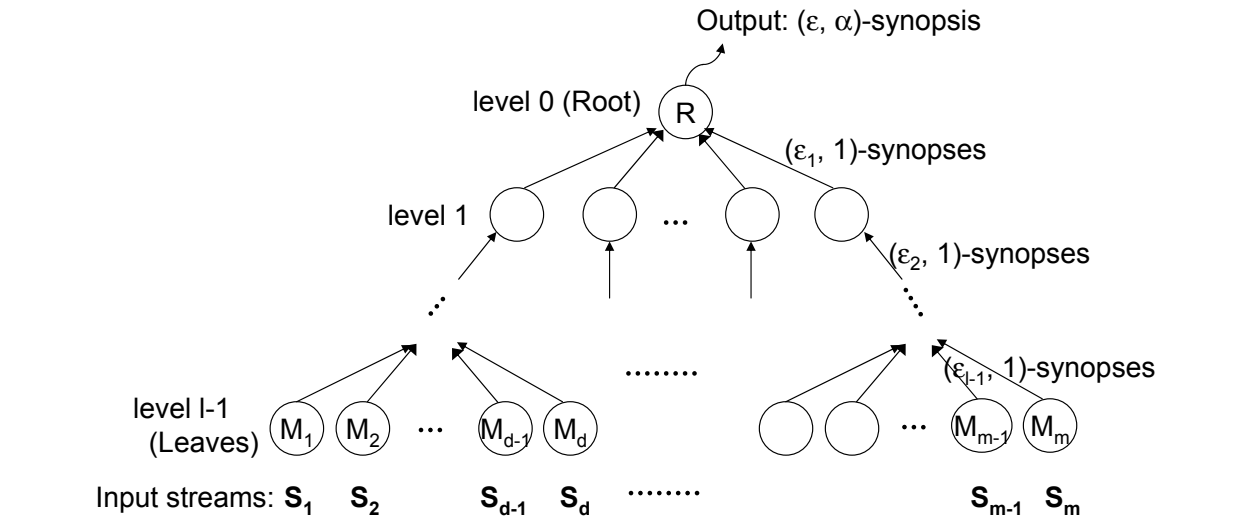 Output: (ε, α)-synopsis
level 0 (Root)
R
(ε1, 1)-synopses
level 1
...
(ε2, 1)-synopses
........
(εl-1, 1)-synopses
level l-1
(Leaves)
M1 M2 ... Md-1 Md ... Mm-1 Mm
Input streams: S1 S2 Sd-1 Sd ........ Sm-1 Sm